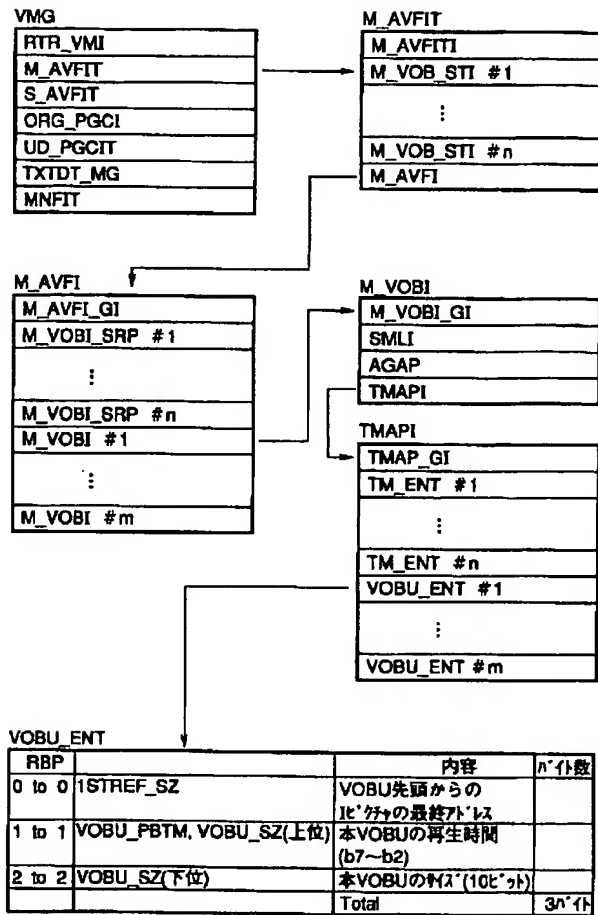 VMG
RTR_VMI
M_AVFIT
S_AVFIT
ORG_PGCI
UD_PGCIT
TXTDT_MG
MNFIT
M_AVFIT
M_AVFITI
M_VOB_STI #1
⋮
M_VOB_STI #n
M_AVFI
M_AVFI
M_AVFI_GI
M_VOBI_SRP #1
⋮
M_VOBI_SRP #n
M_VOBI #1
⋮
M_VOBI #m
M_VOBI
M_VOBI_GI
SMLI
AGAP
TMAPI
TMAPI
TMAP_GI
TM_ENT #1
⋮
TM_ENT #n
VOBU_ENT #1
⋮
VOBU_ENT #m
VOBU_ENT
RBP 内容 ﾊﾞｲﾄ数
0 to 0 1STREF_SZ VOBU先頭からの
Iﾋﾟｸﾁｬの最終ｱﾄﾞﾚｽ
1 to 1 VOBU_PBTM, VOBU_SZ(上位) 本VOBUの再生時間
(b7～b2)
2 to 2 VOBU_SZ(下位) 本VOBUのｻｲｽﾞ(10ﾋﾞｯﾄ)
Total 3ﾊﾞｲﾄ